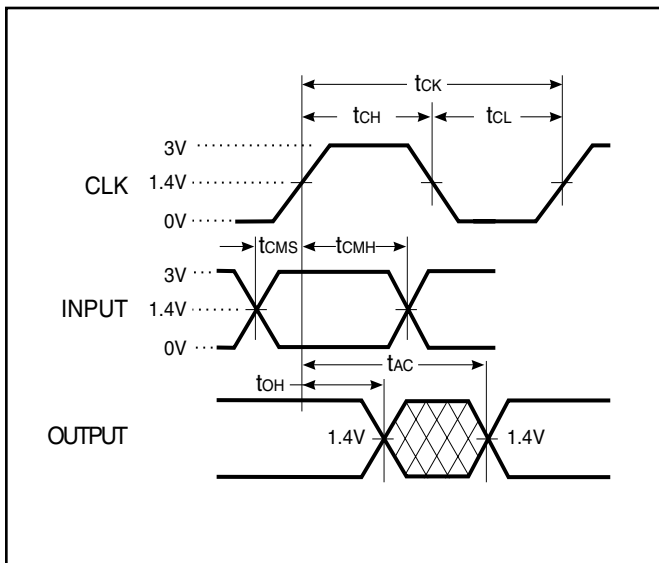 tCK
tCH tCL
3V
CLK 1.4V
0V
tCMS tCMH
3V
INPUT 1.4V
0V
tAC
tOH
OUTPUT 1.4V 1.4V